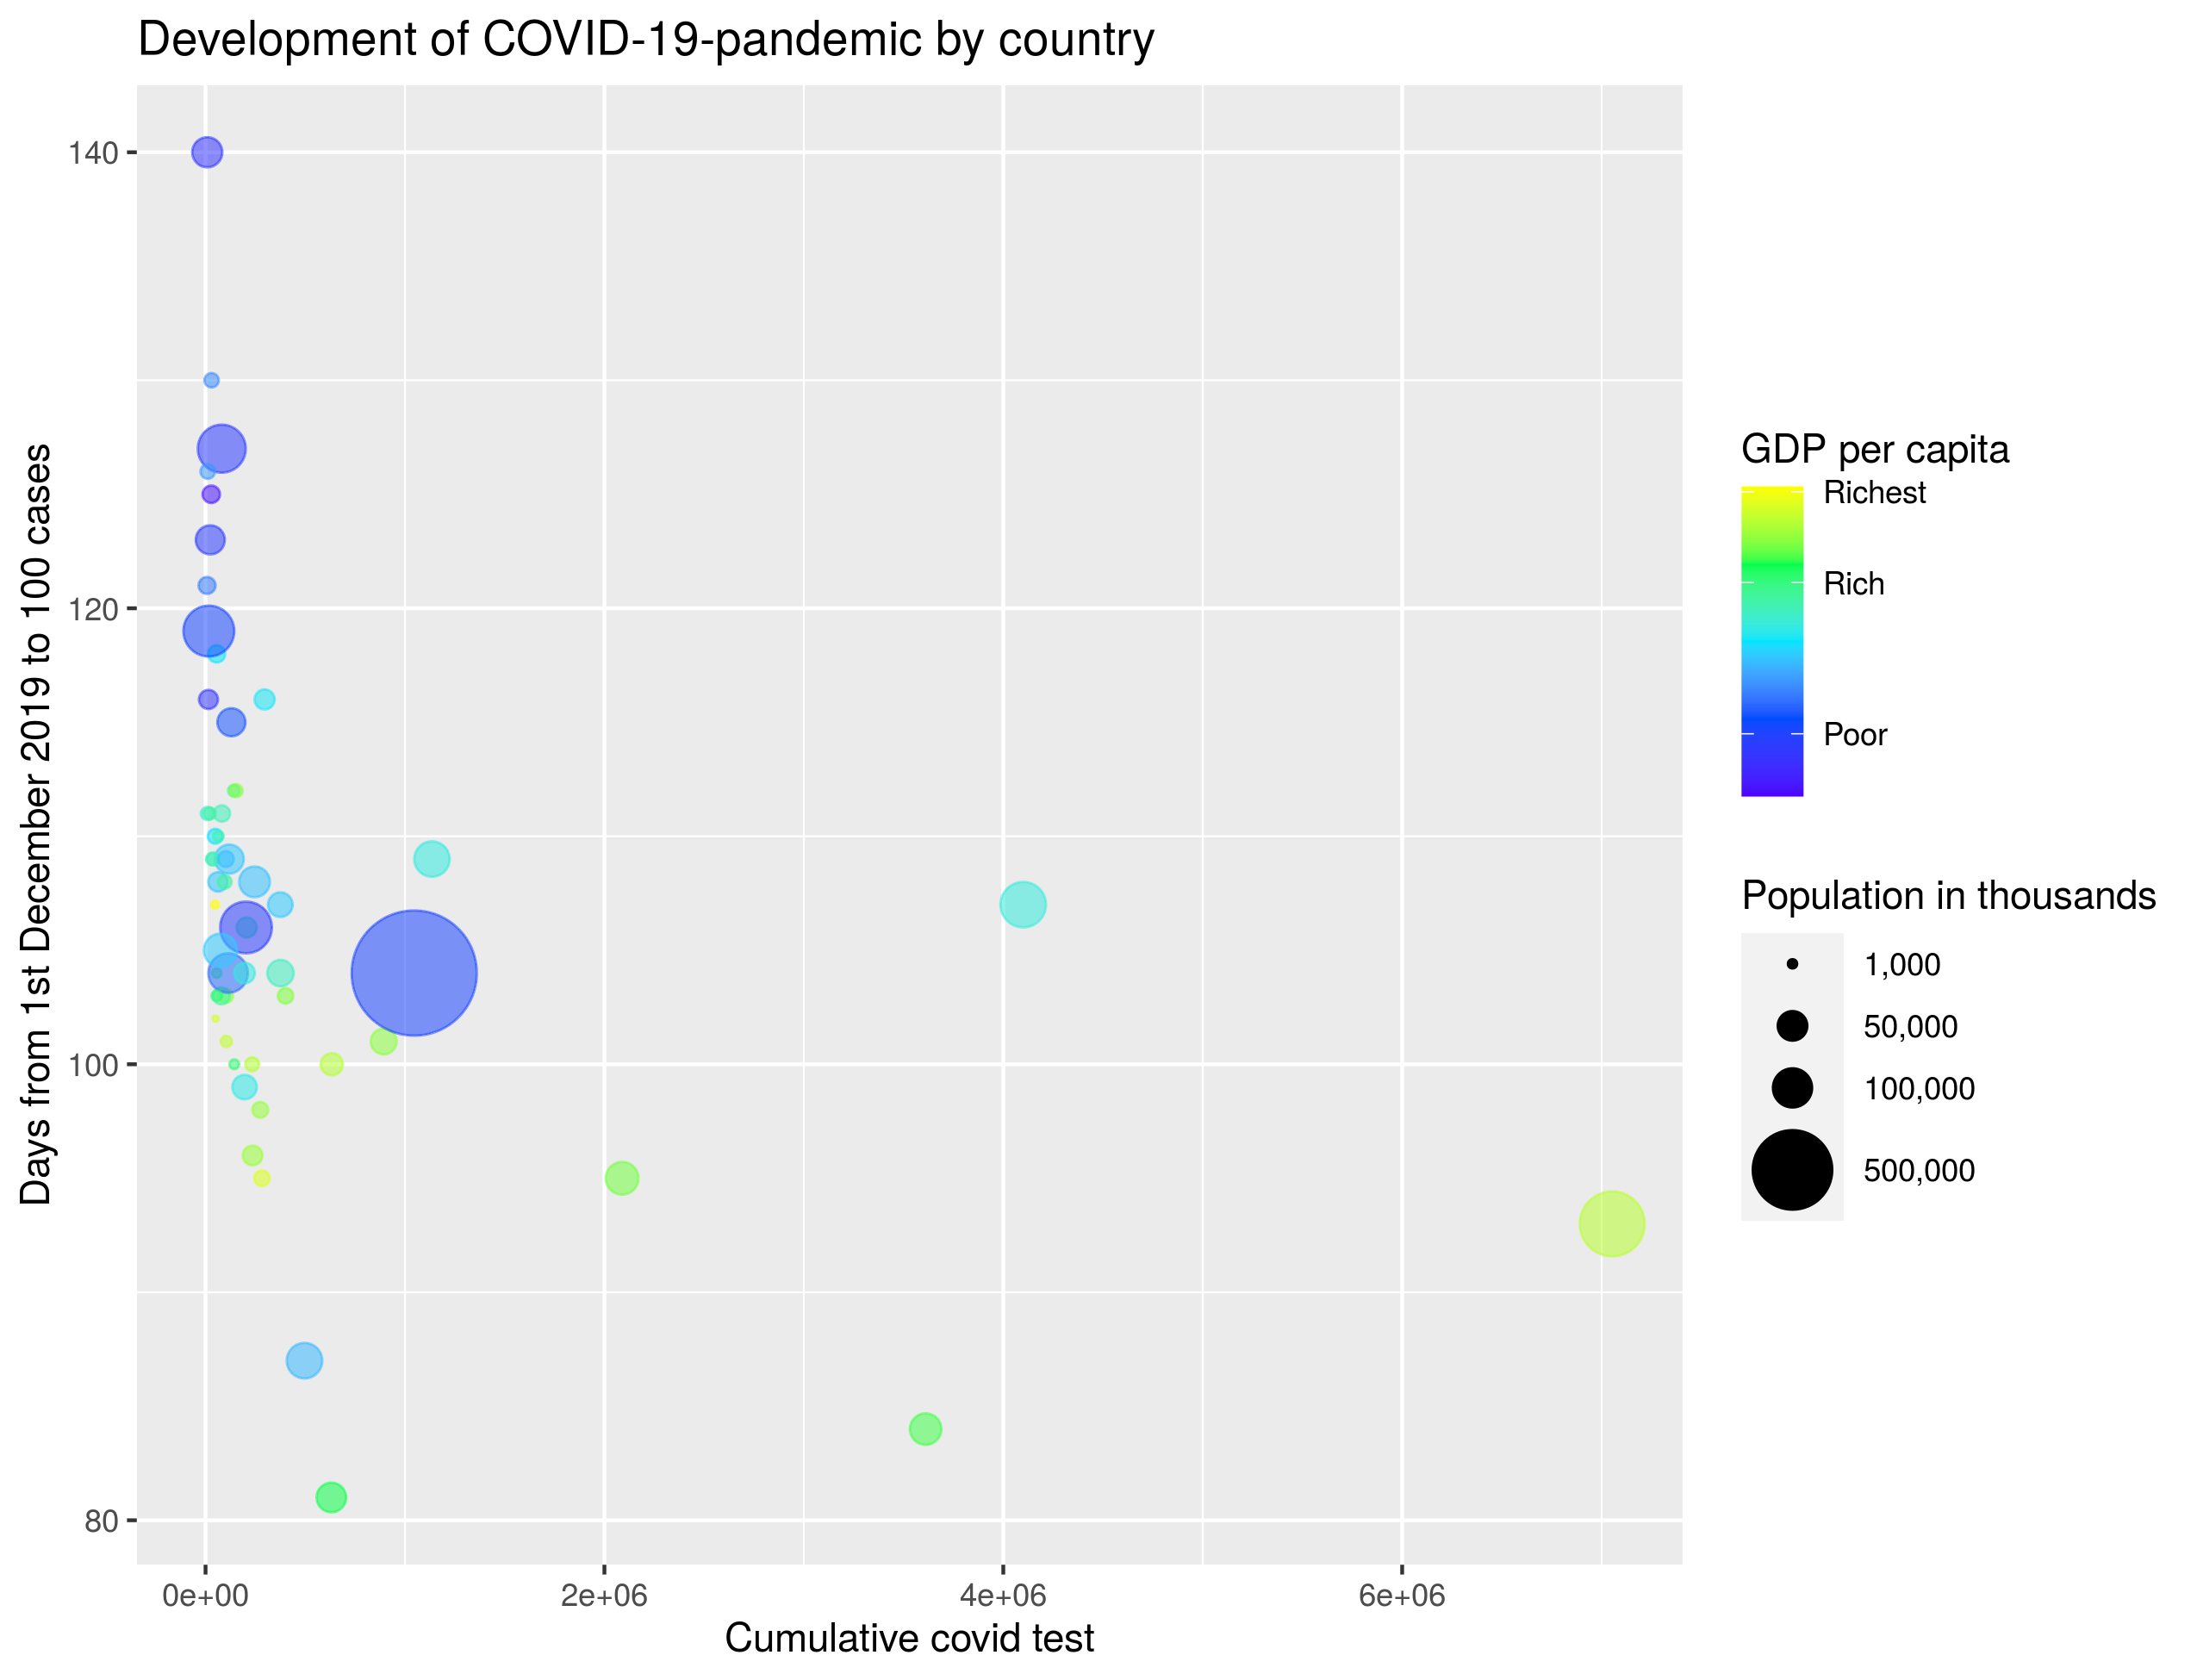 Development of COVID-19-pandemic by country
140
120
100
80
Days from 1st December 2019 to 100 cases
0e+00
2e+06
4e+06
6e+06
Cumulative covid test
GDP per capita
Richest
Rich
Poor
Population in thousands
1,000
50,000
100,000
500,000